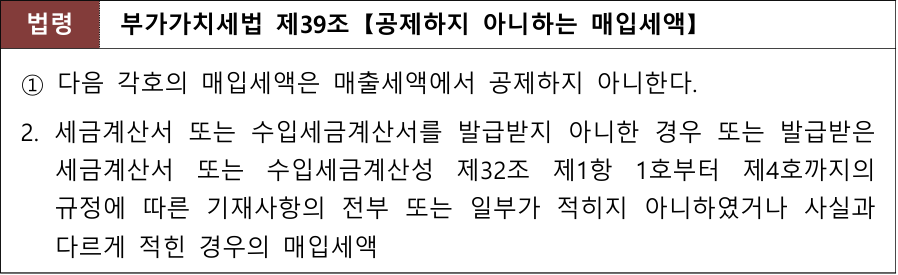 법령 부가가치세법 제39조【공제하지 아니하는 매입세액】
① 다음 각호의 매입세액은 매출세액에서 공제하지 아니한다.
2. 세금계산서 또는 수입세금계산서를 발급받지 아니한 경우 또는 발급받은
세금계산서 또는 수입세금계산성 제32조 제1항 1호부터 제4호까지의
규정에 따른 기재사항의 전부 또는 일부가 적히지 아니하였거나 사실과
다르게 적힌 경우의 매입세액